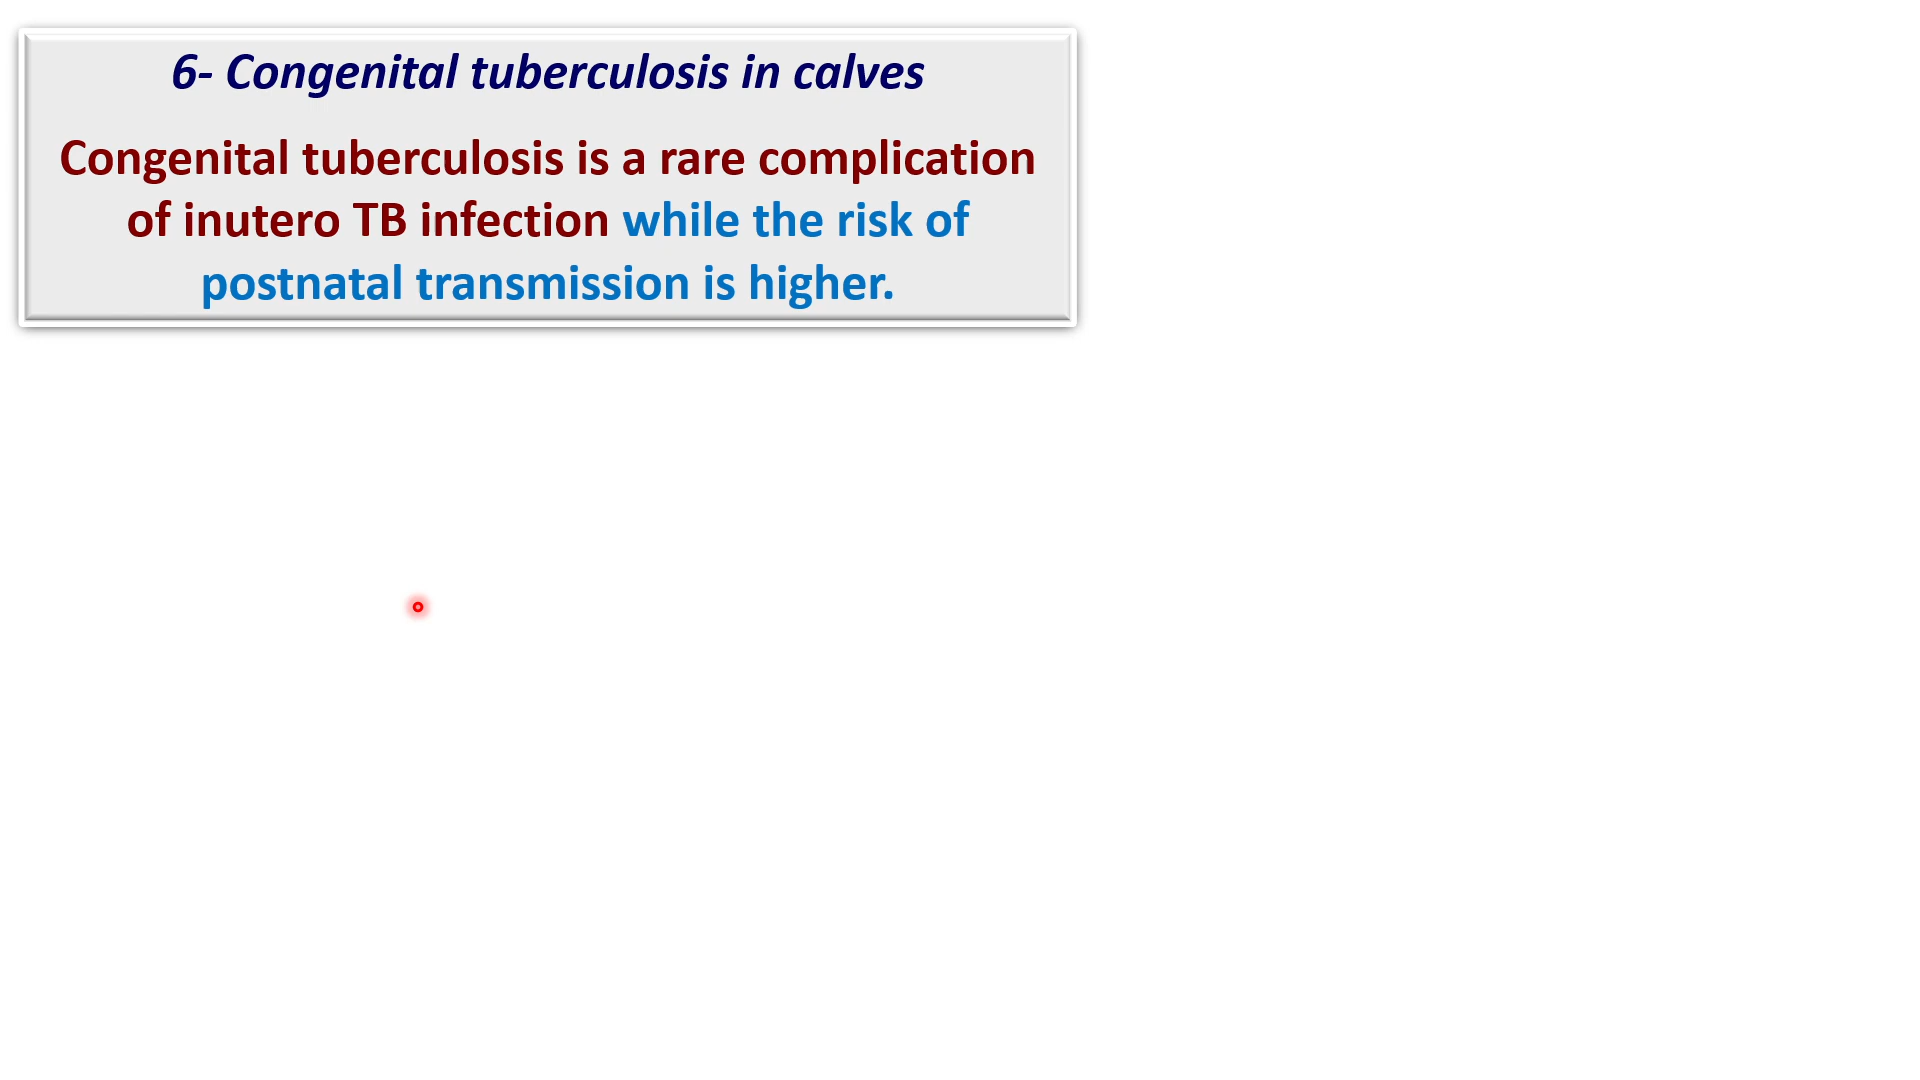 6- Congenital tuberculosis in calves
Congenital tuberculosis is a rare complication
of inutero TB infection while the risk of
postnatal transmission is higher.